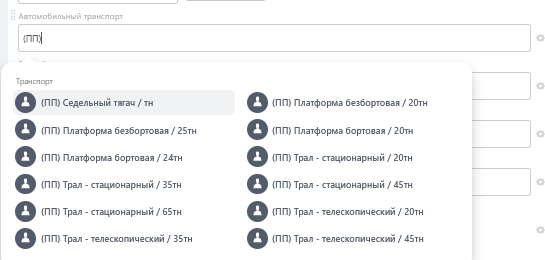 Автомобильный транспорт
(ПП)
Транспорт
(ПП) Седельный тягач / тн
(ПП) Платформа безбортовая / 20тн
(ПП) Платформа безбортовая / 25тн
(ПП) Платформа бортовая / 20тн
(ПП) Платформа бортовая / 24тн
(ПП) Трал - стационарный / 20тн
(ПП) Трал - стационарный / 35тн
(ПП) Трал - стационарный / 45тн
(ПП) Трал - стационарный / 65тн
(ПП) Трал - телескопический / 20тн
(ПП) Трал - телескопический / 35тн
(ПП) Трал - телескопический / 45тн